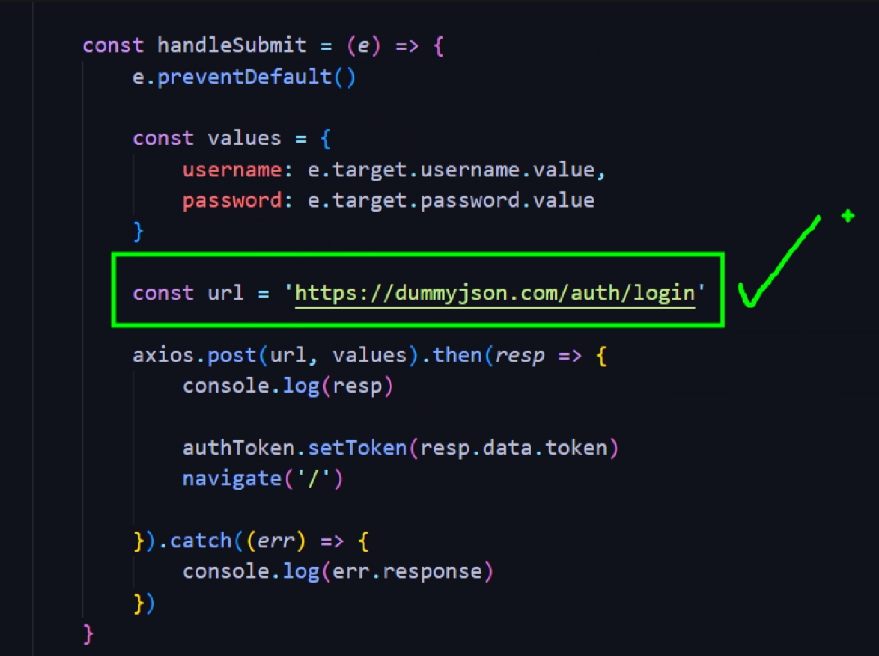 const handleSubmit = (e) => {
e.preventDefault()
const values = {
username: e.target.username.value,
password: e.target.password.value
}
const url = 'https://dummyjson.com/auth/login'
axios.post(url, values).then(resp => {
console.log(resp)
authToken.setToken(resp.data.token)
navigate('/')
}).catch((err) => {
console.log(err.response)
})
}